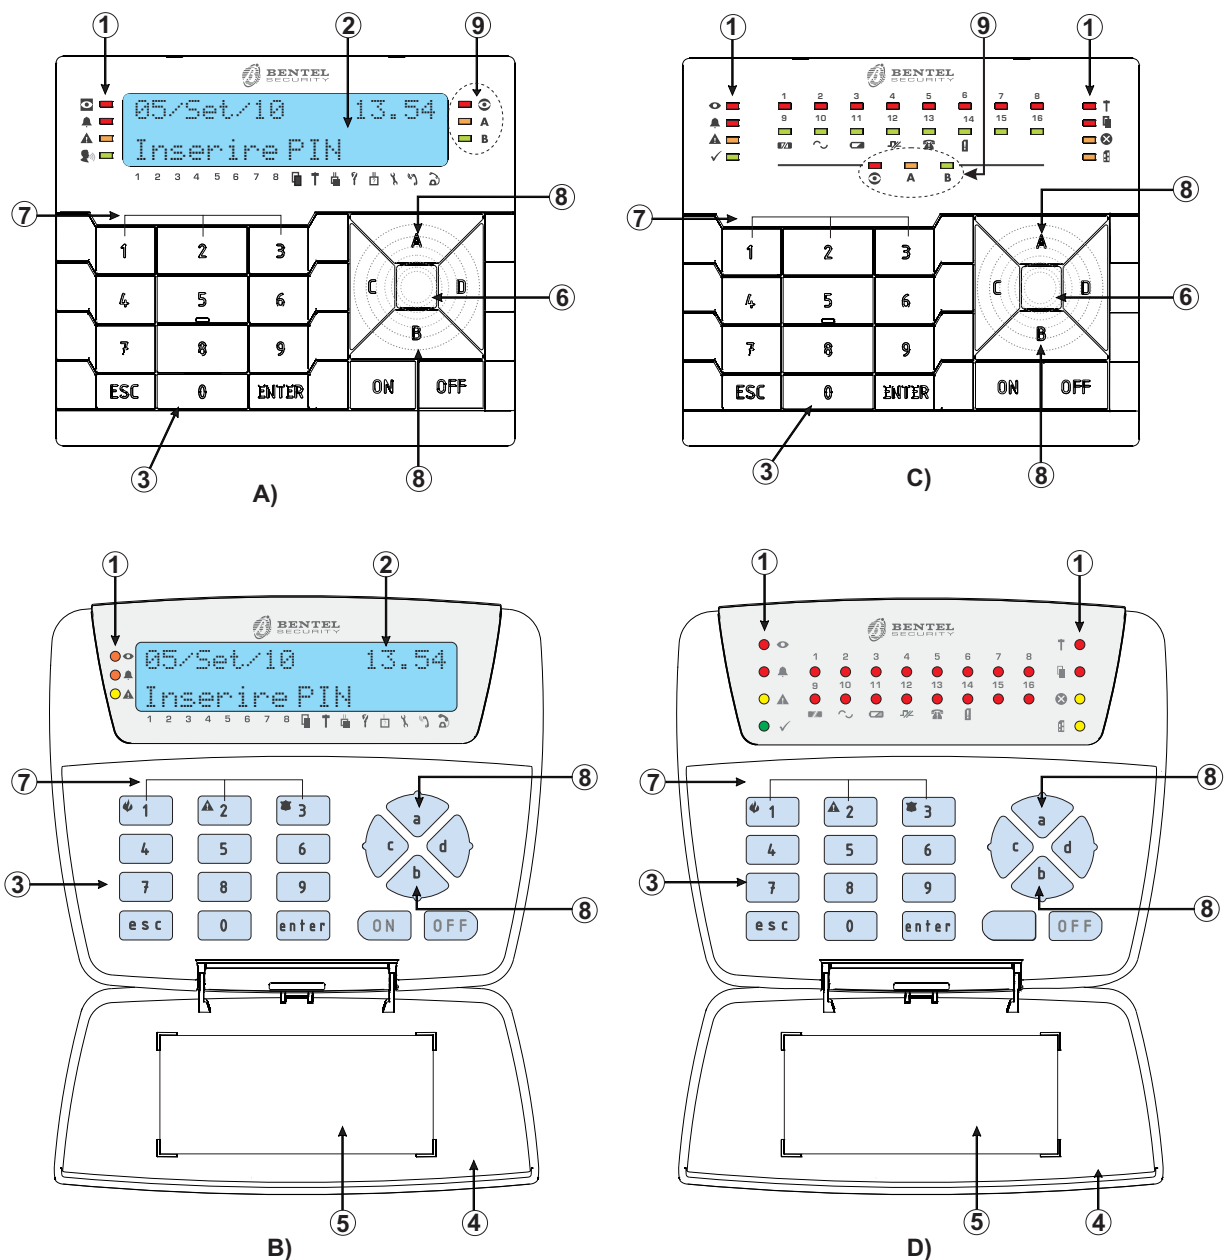 1
2
9
BENTEL
SECURITY
05/Set/10 13.54
Inserire PIN
A
B
1 2 3 4 5 6 7 8
7
8
1 2 3
4 5 6
7 8 9
ESC 0 ENTER
A
C D
B
ON OFF
6
3
8
A)
1
9
1
BENTEL
SECURITY
1 2 3 4 5 6 7 8
9 10 11 12 13 14 15 16
A B
7
8
1 2 3
4 5 6
7 8 9
ESC 0 ENTER
A
C D
B
ON OFF
6
3
8
C)
1
2
BENTEL
SECURITY
05/Set/10 13.54
Inserire PIN
1 2 3 4 5 6 7 8
7
8
1 2 3
4 5 6
7 8 9
esc 0 enter
a
c d
b
ON OFF
3
8
5
4
B)
1
1
BENTEL
SECURITY
1 2 3 4 5 6 7 8
9 10 11 12 13 14 15 16
7
8
1 2 3
4 5 6
7 8 9
esc 0 enter
a
c d
b
OFF
3
8
5
4
D)